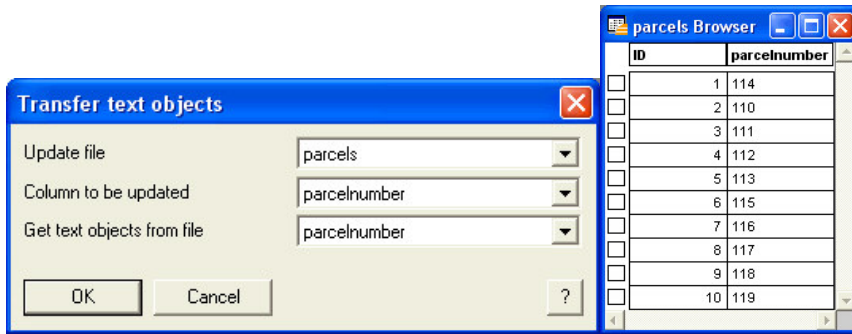 Transfer text objects
Update file parcels
Column to be updated parcelnumber
Get text objects from file parcelnumber
OK Cancel ?
parcels Browser
ID parcelnumber
1 114
2 110
3 111
4 112
5 113
6 115
7 116
8 117
9 118
10 119